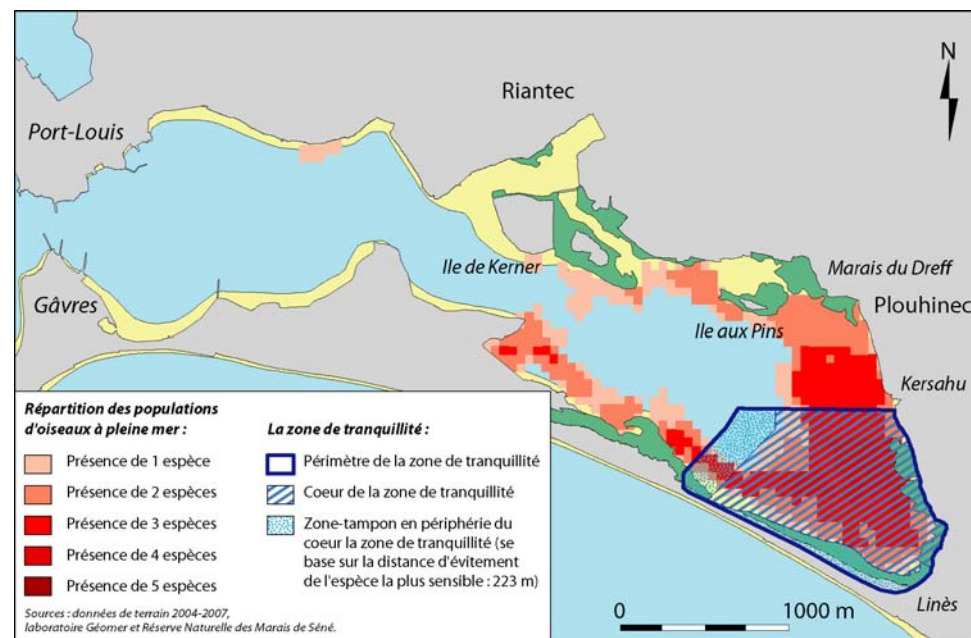 N
Riantec
Port-Louis
Ile de Kerner
Marais du Dreff
Gâvres
Plouhinec
Ile aux Pins
Kersahu
Répartition des populations
d'oiseaux à pleine mer :
Présence de 1 espèce
Présence de 2 espèces
Présence de 3 espèces
Présence de 4 espèces
Présence de 5 espèces
La zone de tranquillité :
Périmètre de la zone de tranquillité
Coeur de la zone de tranquillité
Zone-tampon en périphérie du
coeur la zone de tranquillité (se
base sur la distance d'évitement
de l'espèce la plus sensible : 223 m)
Sources : données de terrain 2004-2007,
laboratoire Géomer et Réserve Naturelle des Marais de Séné.
Linès
0 1000 m